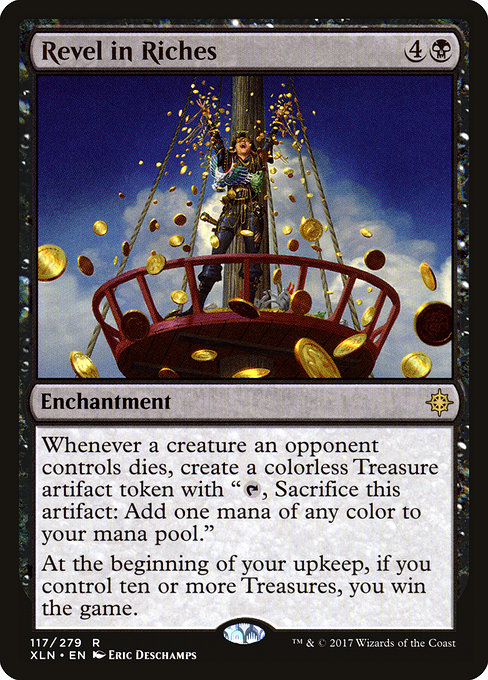 Revel in Riches 4
Enchantment
Whenever a creature an opponent
controls dies, create a colorless Treasure
artifact token with “, Sacrifice this
artifact: Add one mana of any color to
your mana pool.”
At the beginning of your upkeep, if you
control ten or more Treasures, you win
the game.
117/279 R
XLN • EN Eric Deschamps
™ & © 2017 Wizards of the Coast